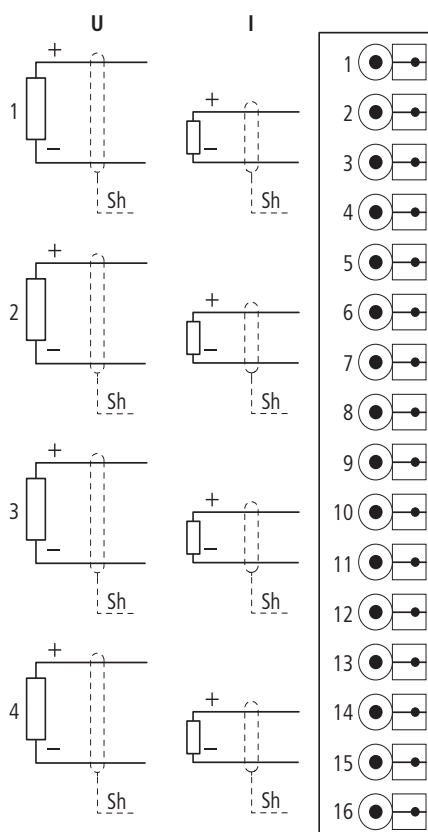 U I
+ 1
1 + 2
− − 3
Sh Sh 4
+ 5
2 + 6
− − 7
Sh Sh 8
+ 9
3 + 10
− − 11
Sh Sh 12
+ 13
4 + 14
− − 15
Sh Sh 16